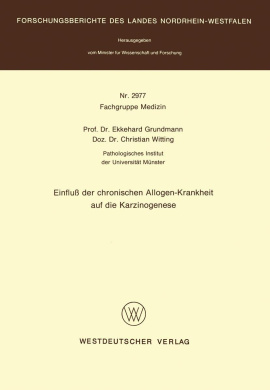 FORSCHUNGSBERICHTE DES LANDES NORDRHEIN-WESTFALEN
Herausgegeben
vom Minister für Wissenschaft und Forschung
Nr. 2977
Fachgruppe Medizin
Prof. Dr. Ekkehard Grundmann
Doz. Dr. Christian Witting
Pathologisches Institut
der Universität Münster
Einfluß der chronischen Allogen-Krankheit
auf die Karzinogenese
WESTDEUTSCHER VERLAG